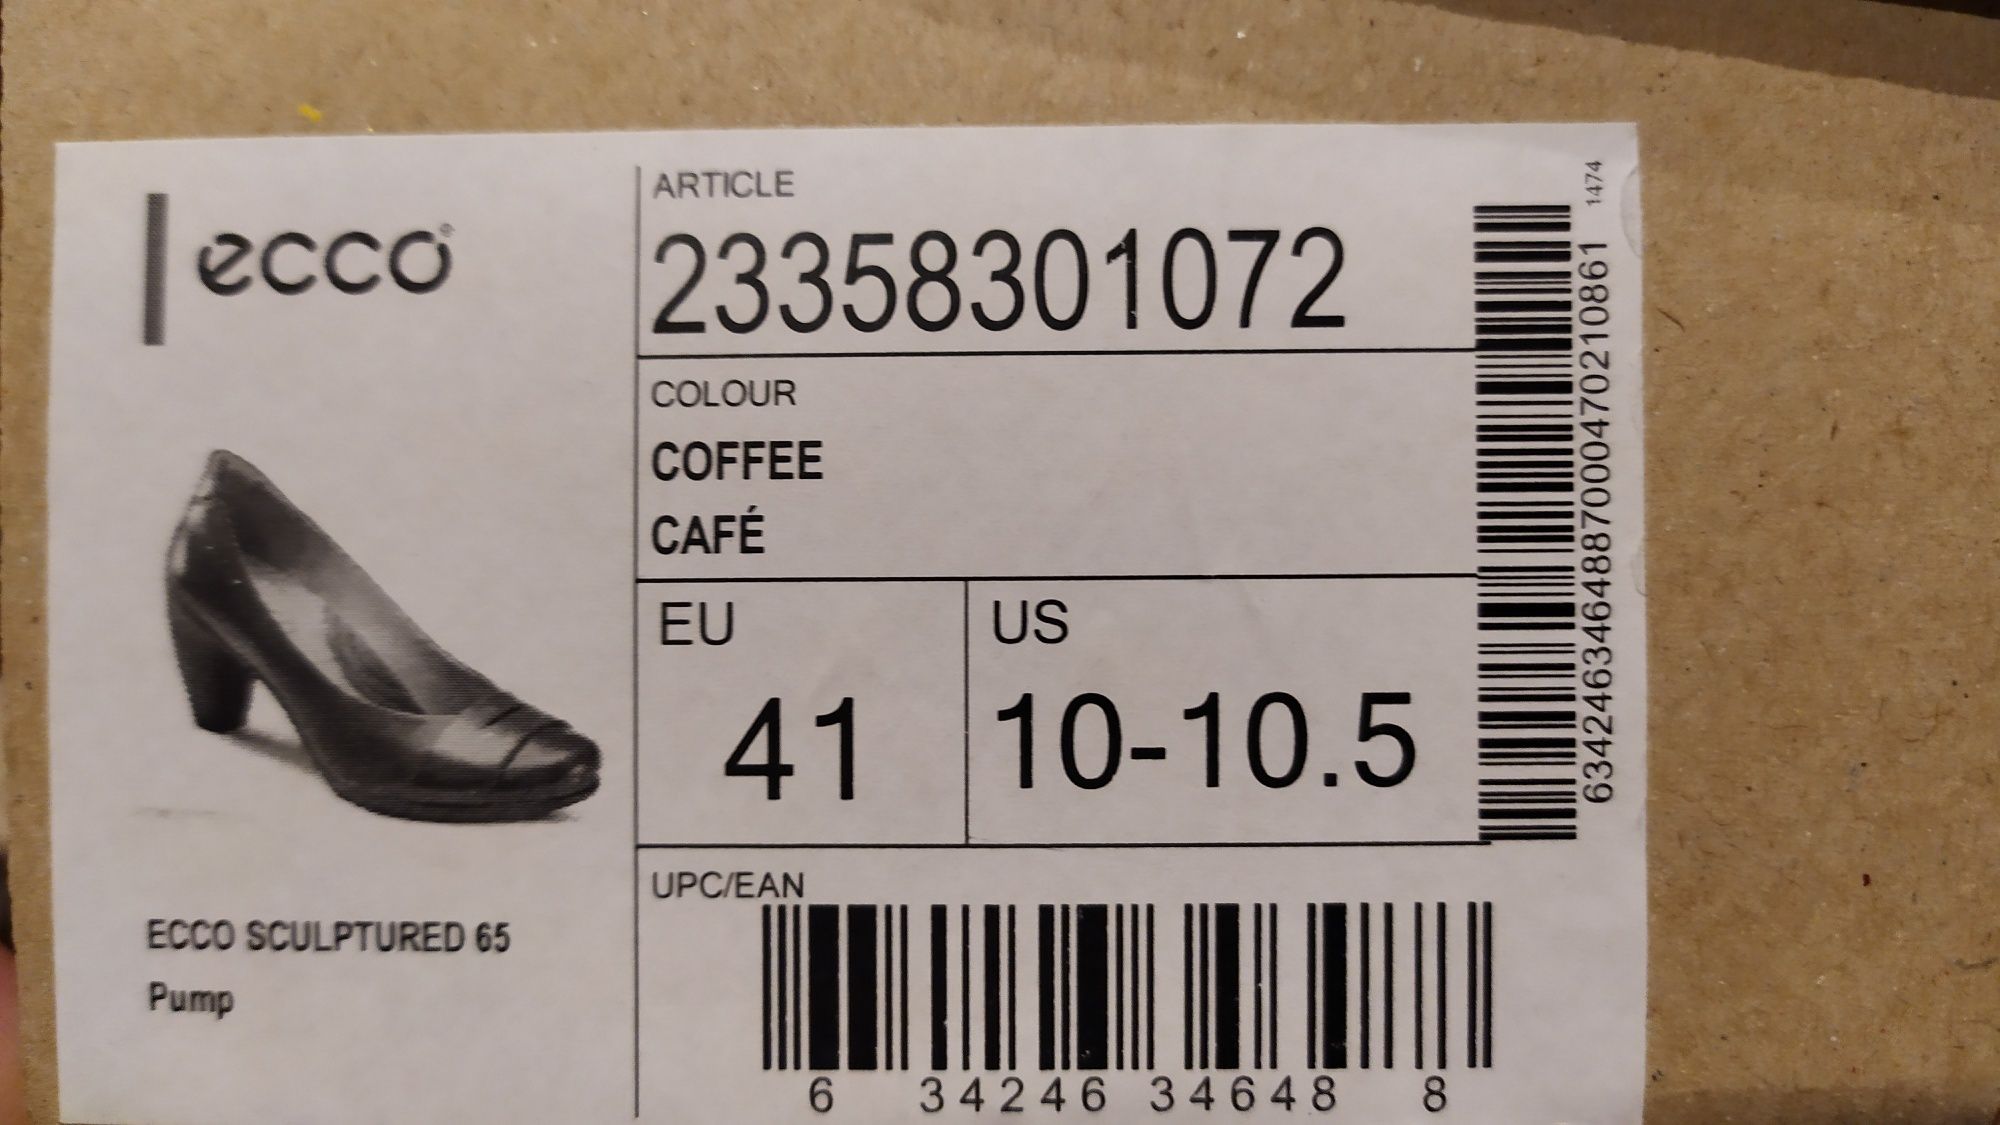 ecco®
ECCO SCULPTURED 65
Pump
ARTICLE
23358301072
COLOUR
COFFEE
CAFÉ
EU
41
US
10-10.5
UPC/EAN
6 34246 34648 8
6342463464887000470210861
1474